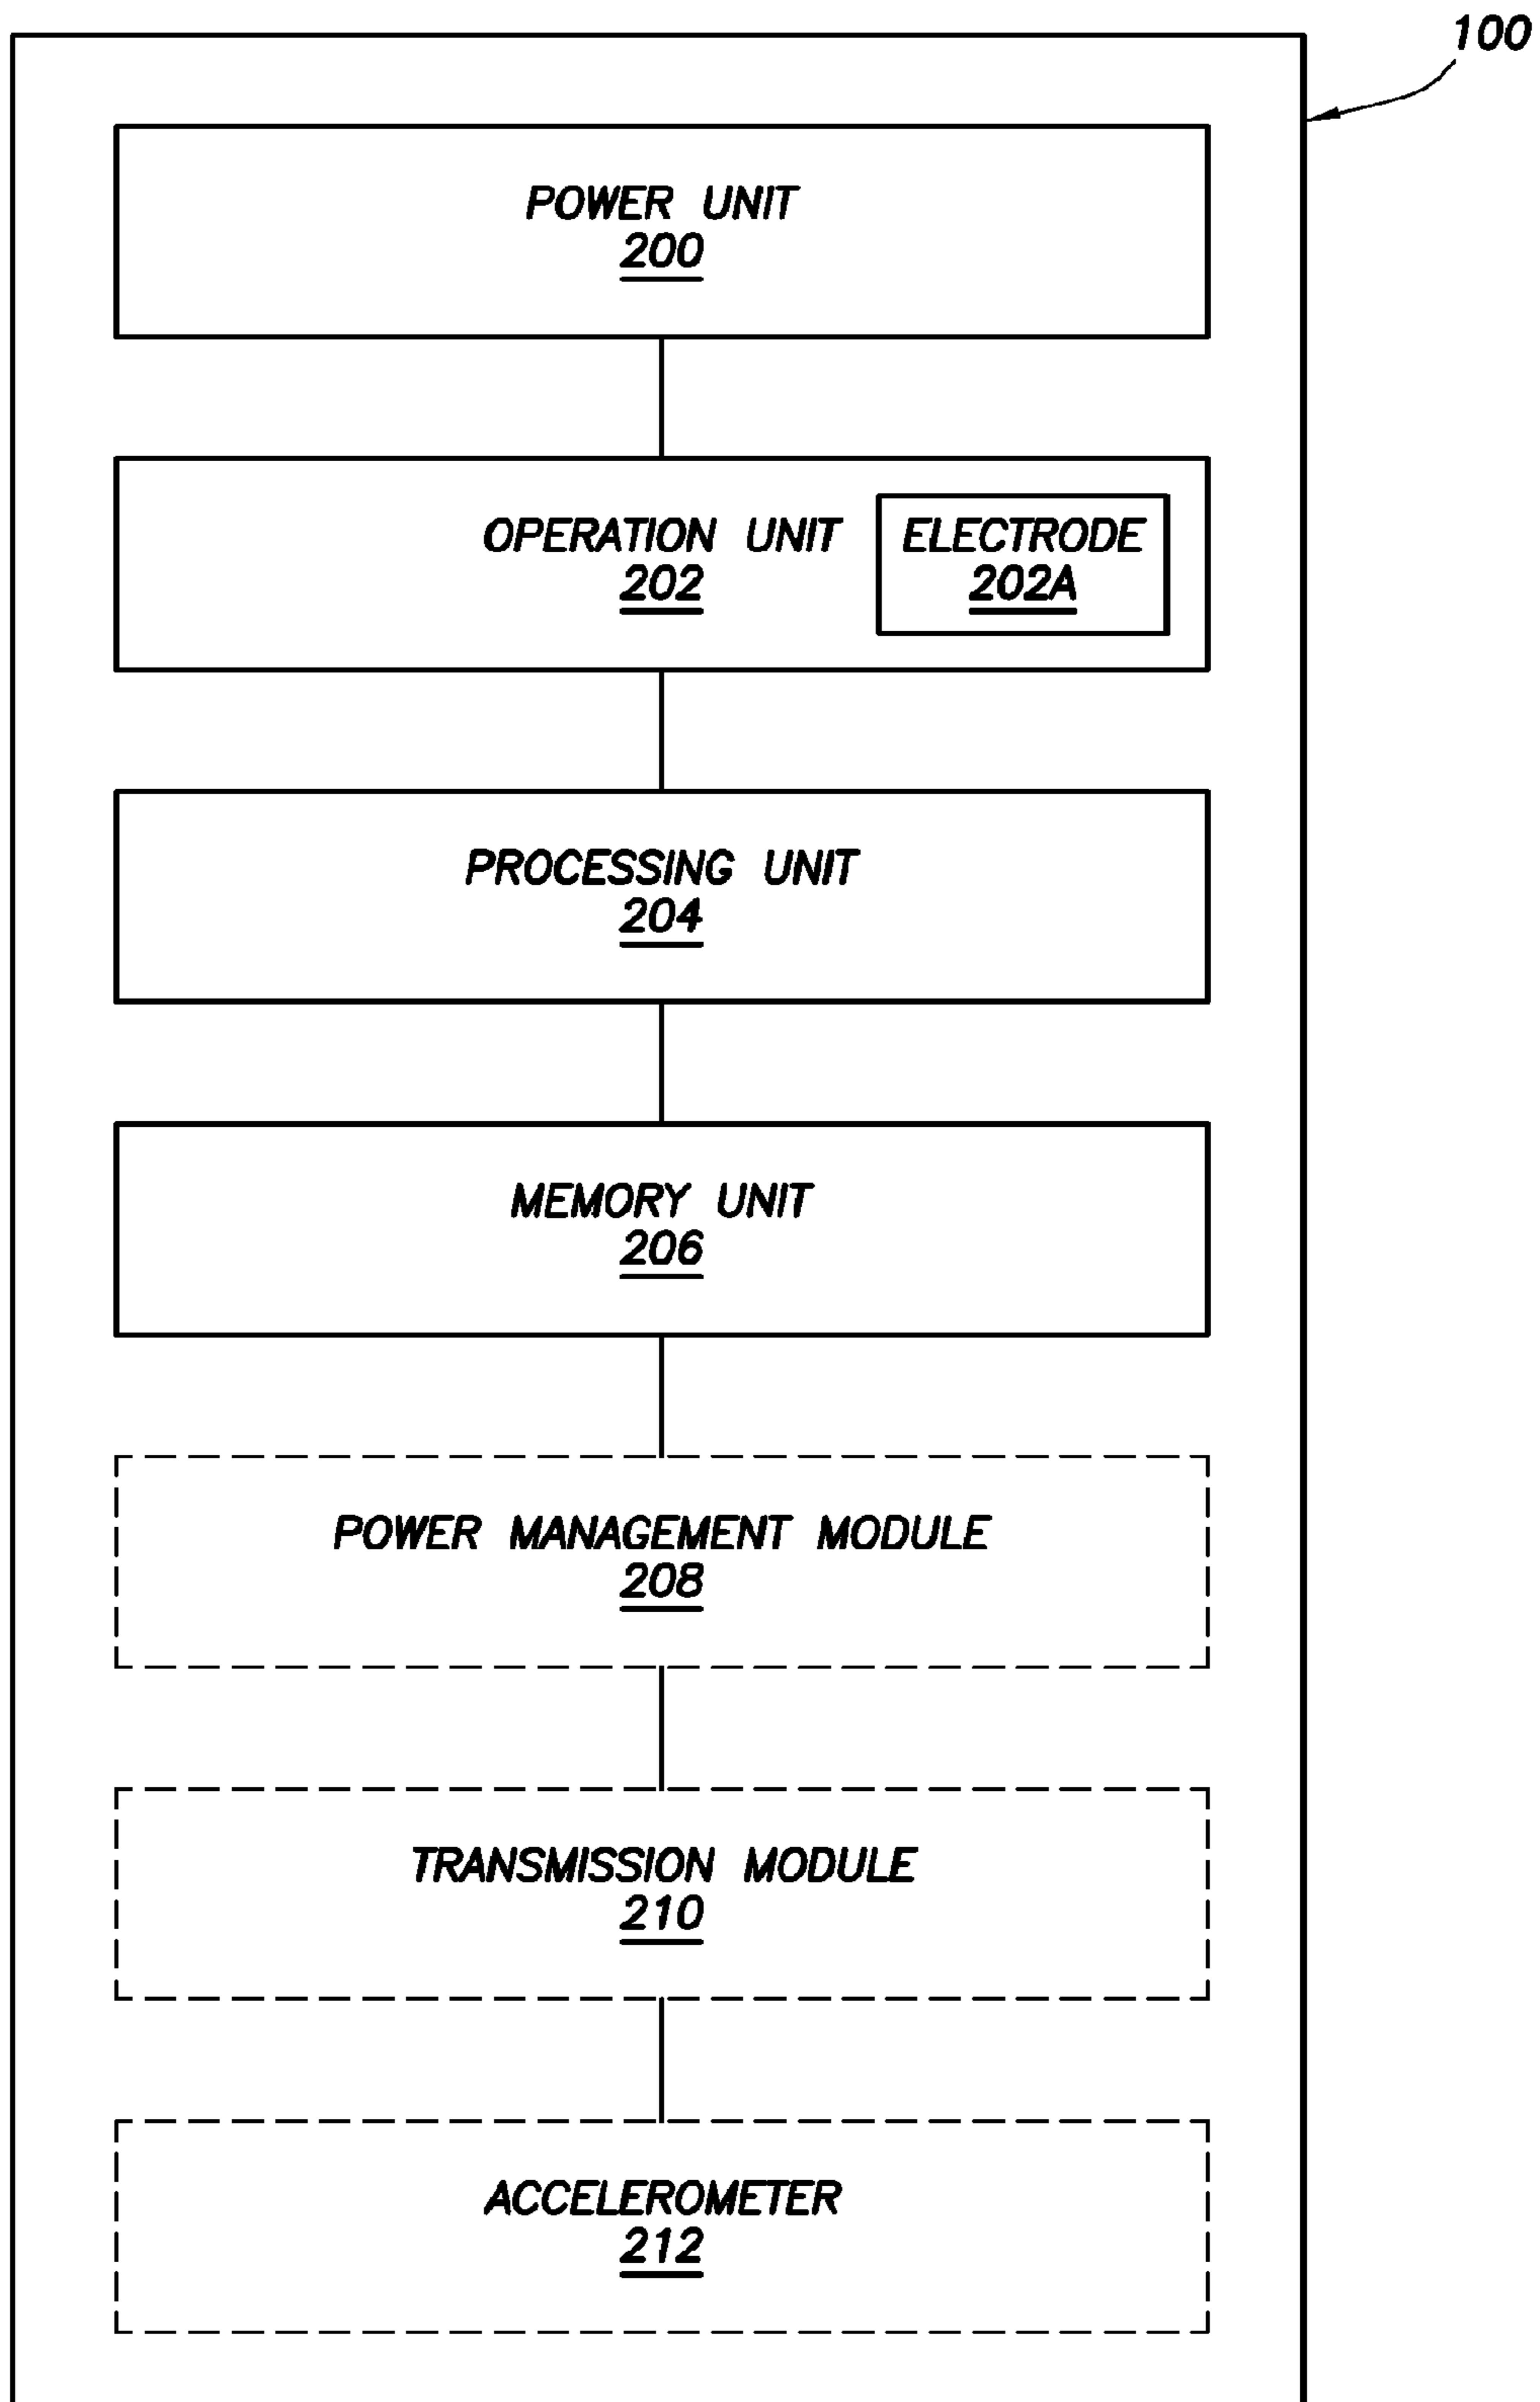 100
POWER UNIT
200
OPERATION UNIT
202
ELECTRODE
202A
PROCESSING UNIT
204
MEMORY UNIT
206
POWER MANAGEMENT MODULE
208
TRANSMISSION MODULE
210
ACCELEROMETER
212